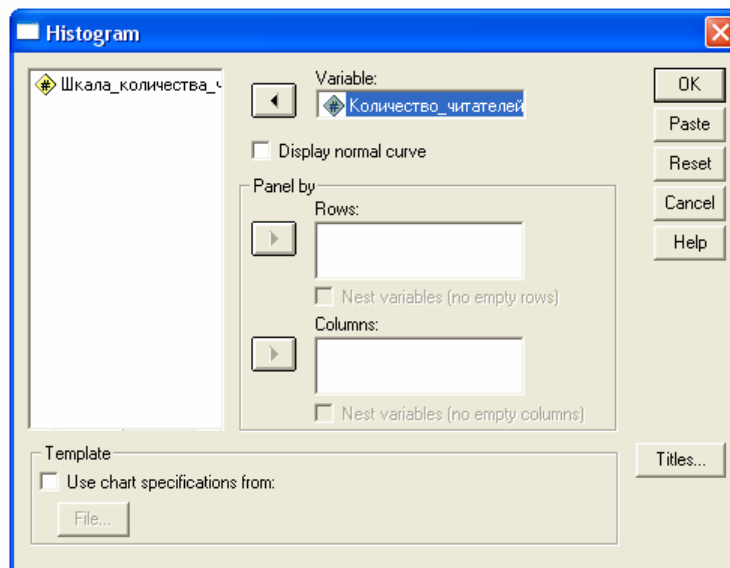 Histogram
Шкала_количества_ч
Variable:
Количество_читателей
Display normal curve
Panel by
Rows:
Nest variables (no empty rows)
Columns:
Nest variables (no empty columns)
Template
Use chart specifications from:
File...
OK
Paste
Reset
Cancel
Help
Titles...